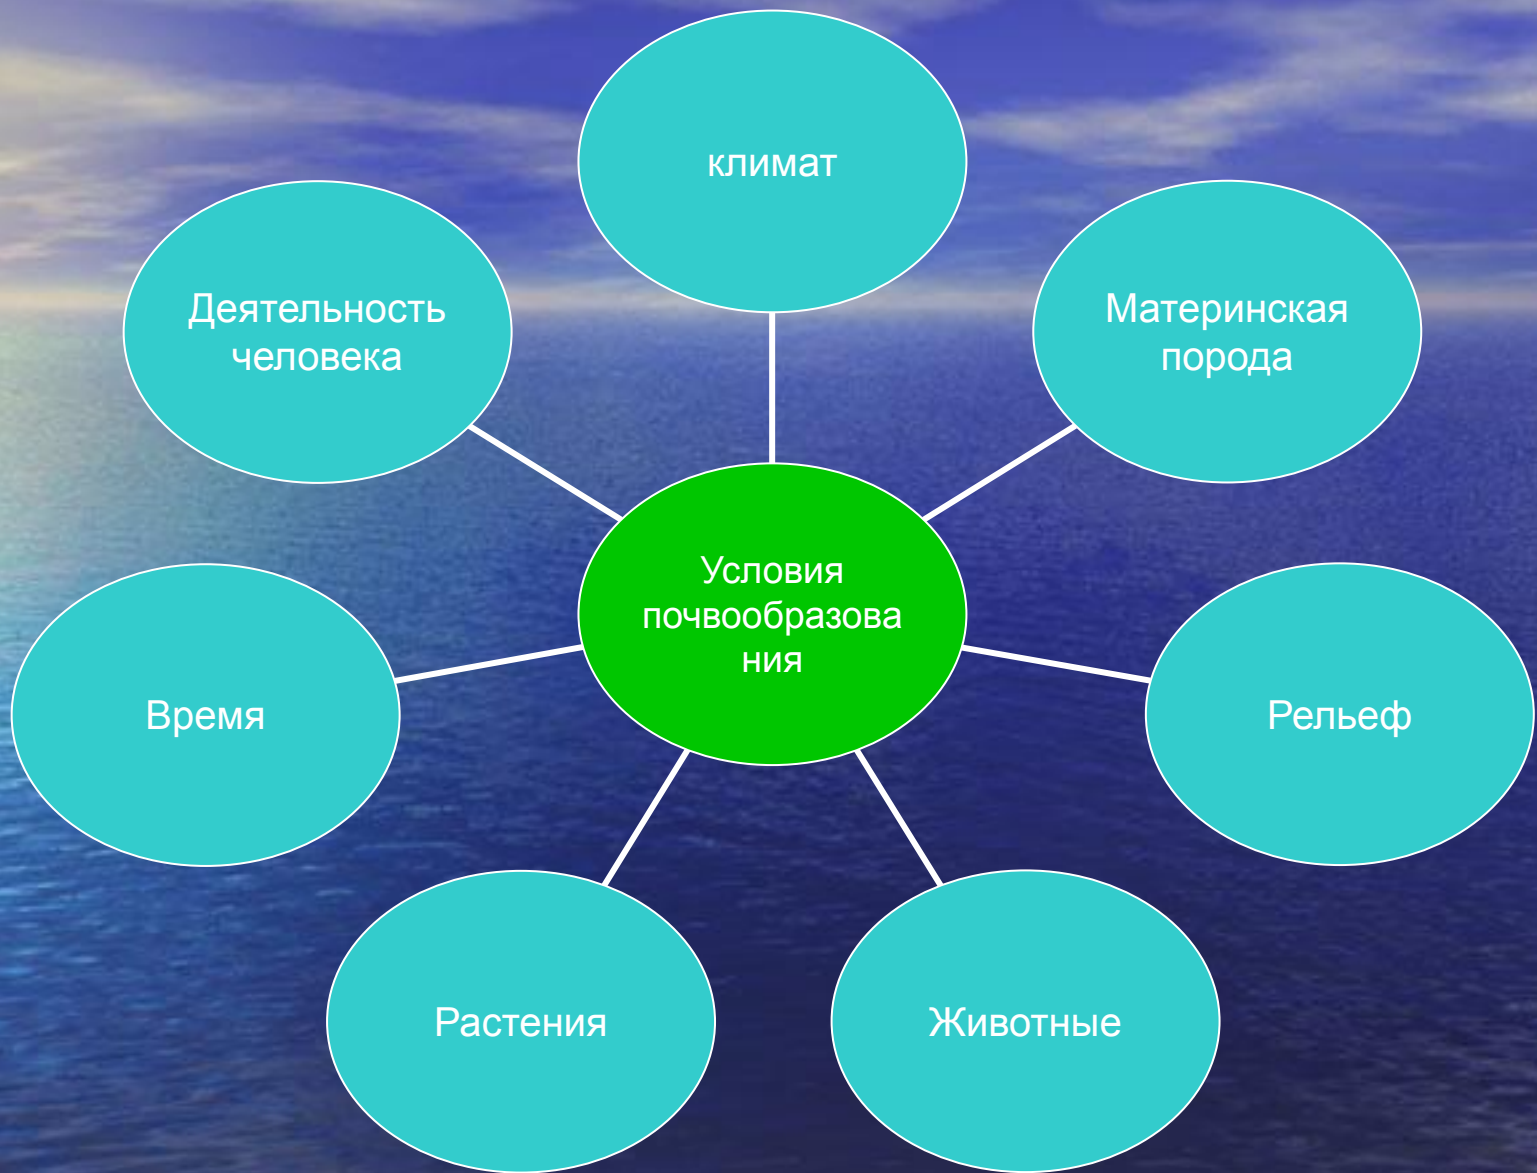 климат
Деятельность
человека
Материнская
порода
Условия
почвообразова
ния
Время
Рельеф
Растения
Животные